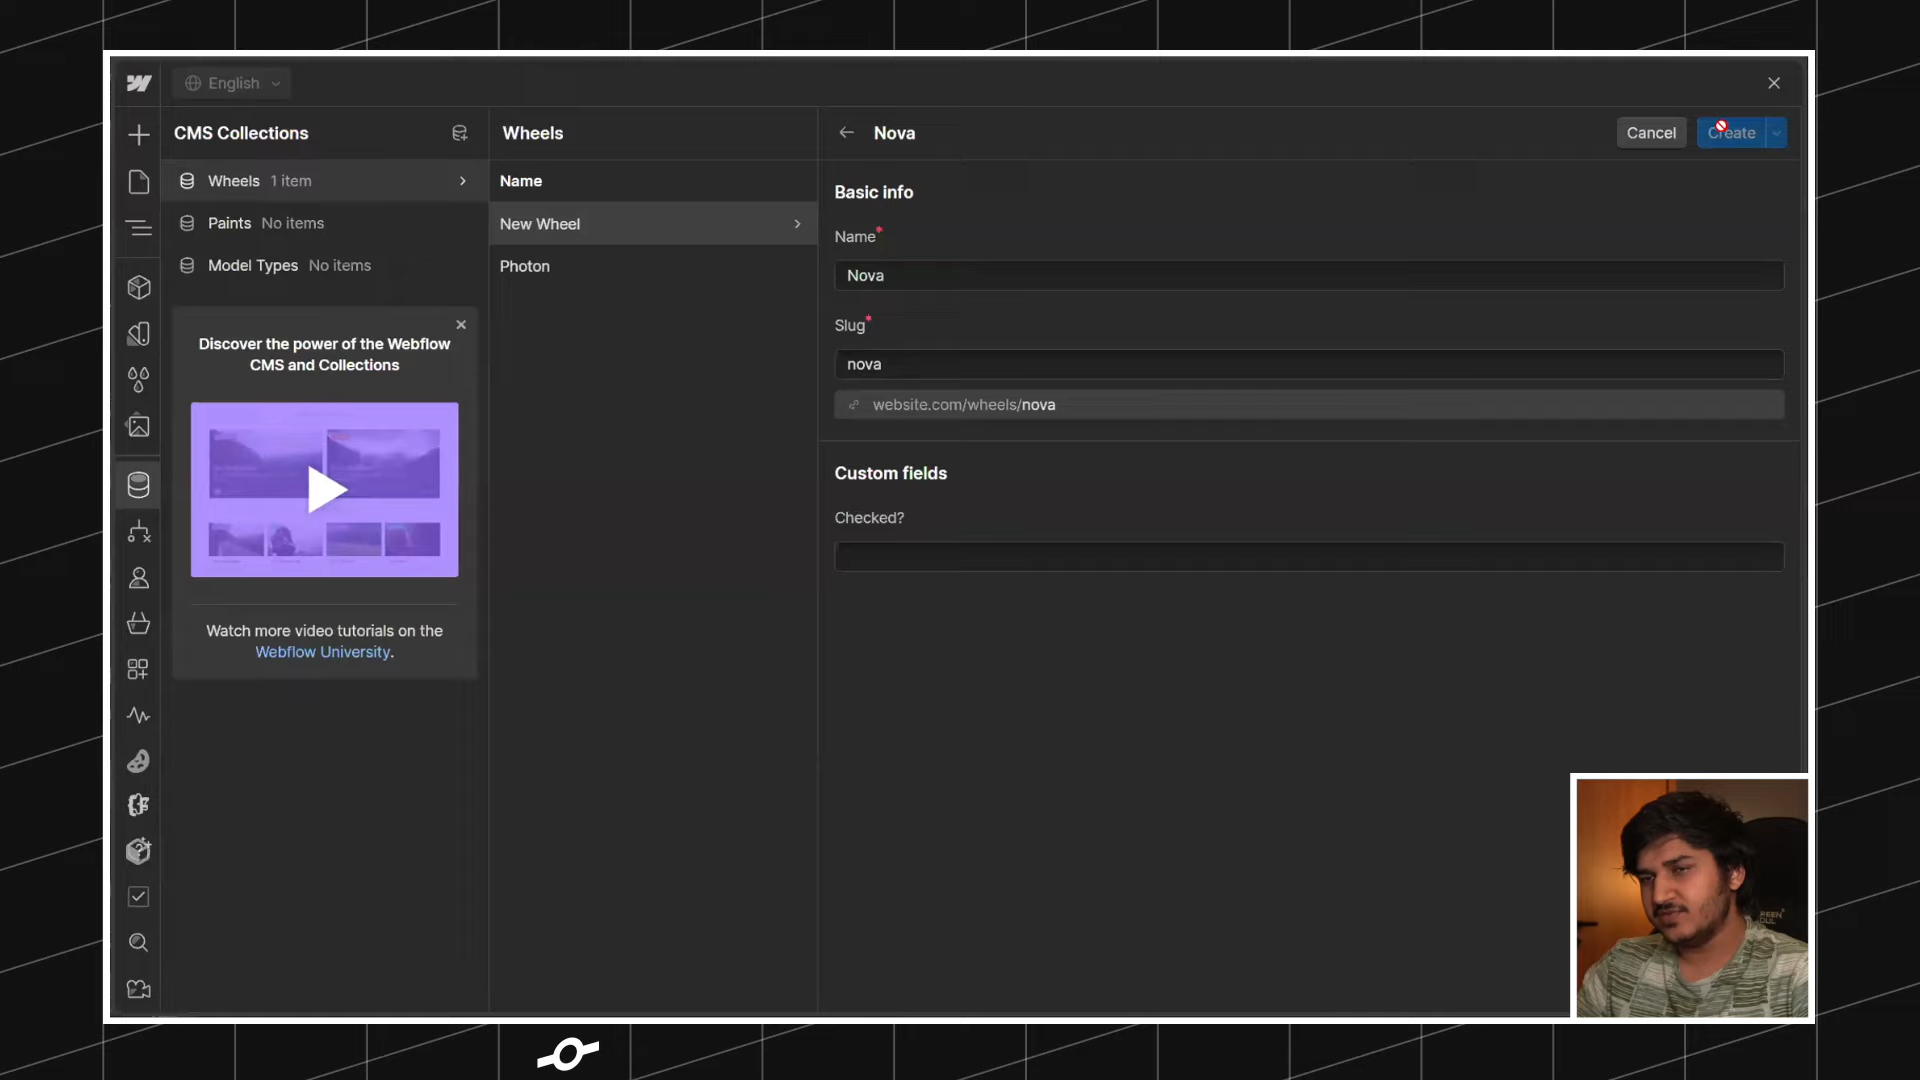 English
CMS Collections
Wheels
Nova
Cancel
Create
Wheels 1 item
Name
Basic info
Paints No items
New Wheel
Name*
Model Types No items
Photon
Nova
Slug*
Discover the power of the Webflow
CMS and Collections
nova
website.com/wheels/nova
Custom fields
Checked?
Watch more video tutorials on the
Webflow University.